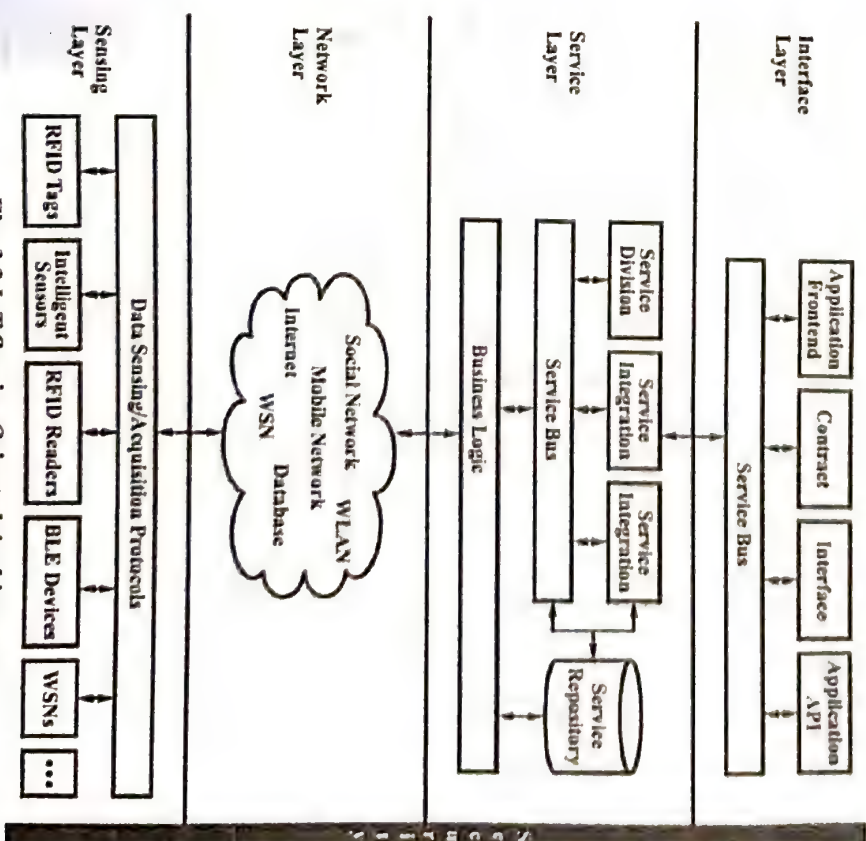 Interface
Layer
Application
Frontend
Contract
Interface
Application
API
Service Bus
Service
Layer
Service
Division
Service
Integration
Service
Integration
Service Bus
Service
Repository
Business Logic
Network
Layer
Social Network
WLAN
Mobile Network
Internet
WSN
Database
Sensing
Layer
Data Sensing/Acquisition Protocols
RFID Tags
Intelligent
Sensors
RFID Readers
BLE Devices
WSNs
•••
Security